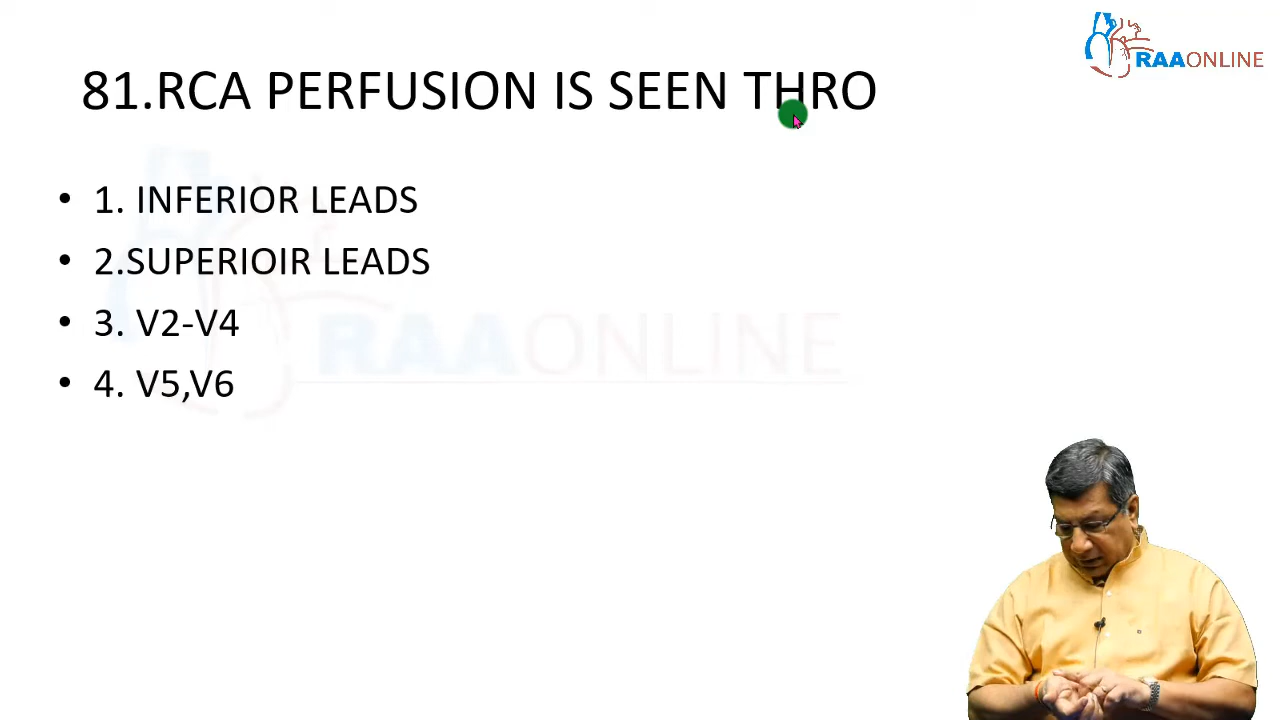 RAAONLINE
81.RCA PERFUSION IS SEEN THRO
• 1. INFERIOR LEADS
• 2.SUPERIOIR LEADS
• 3. V2-V4
• 4. V5,V6
RAAONLINE